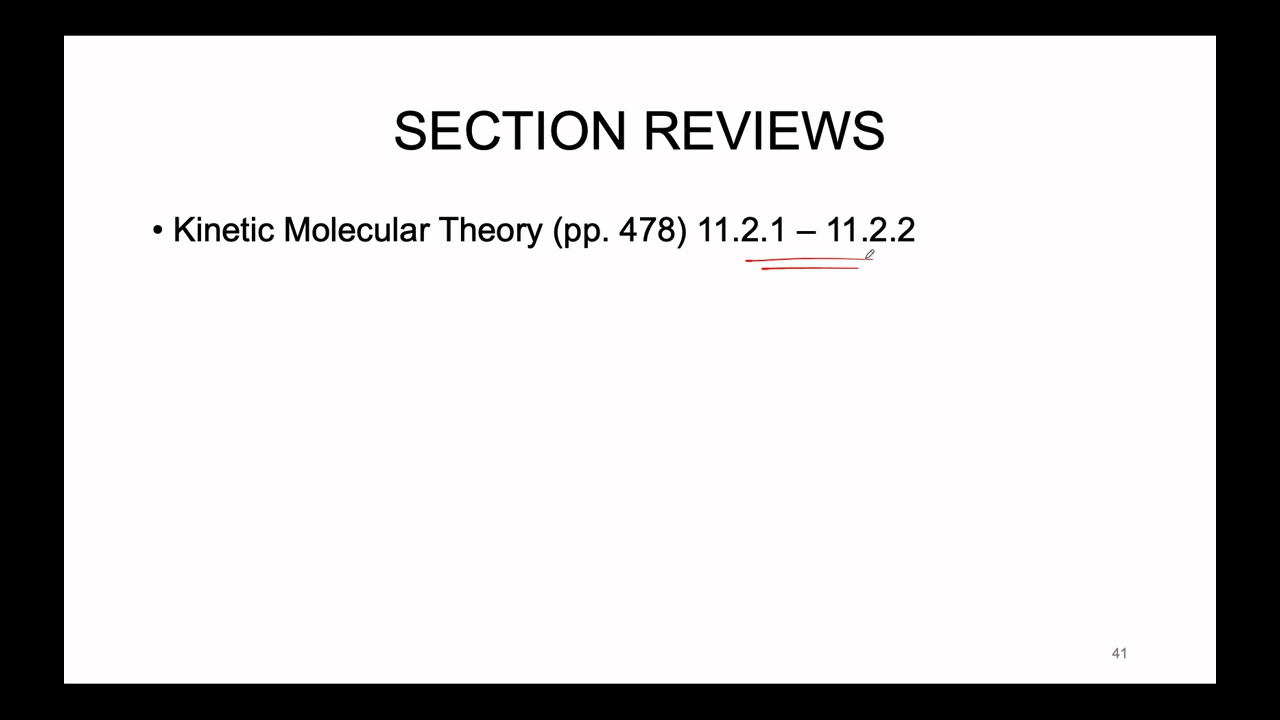 SECTION REVIEWS
• Kinetic Molecular Theory (pp. 478) 11.2.1 – 11.2.2
41